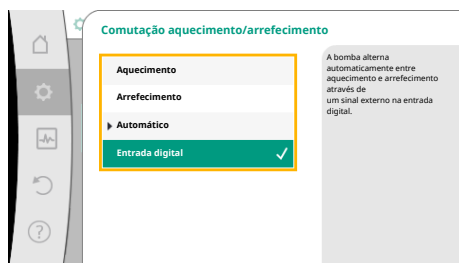 Comutação aquecimento/arrefecimento
Aquecimento
Arrefecimento
Automático
Entrada digital
A bomba alterna
automaticamente entre
aquecimento e arrefecimento
através de
um sinal externo na entrada
digital.